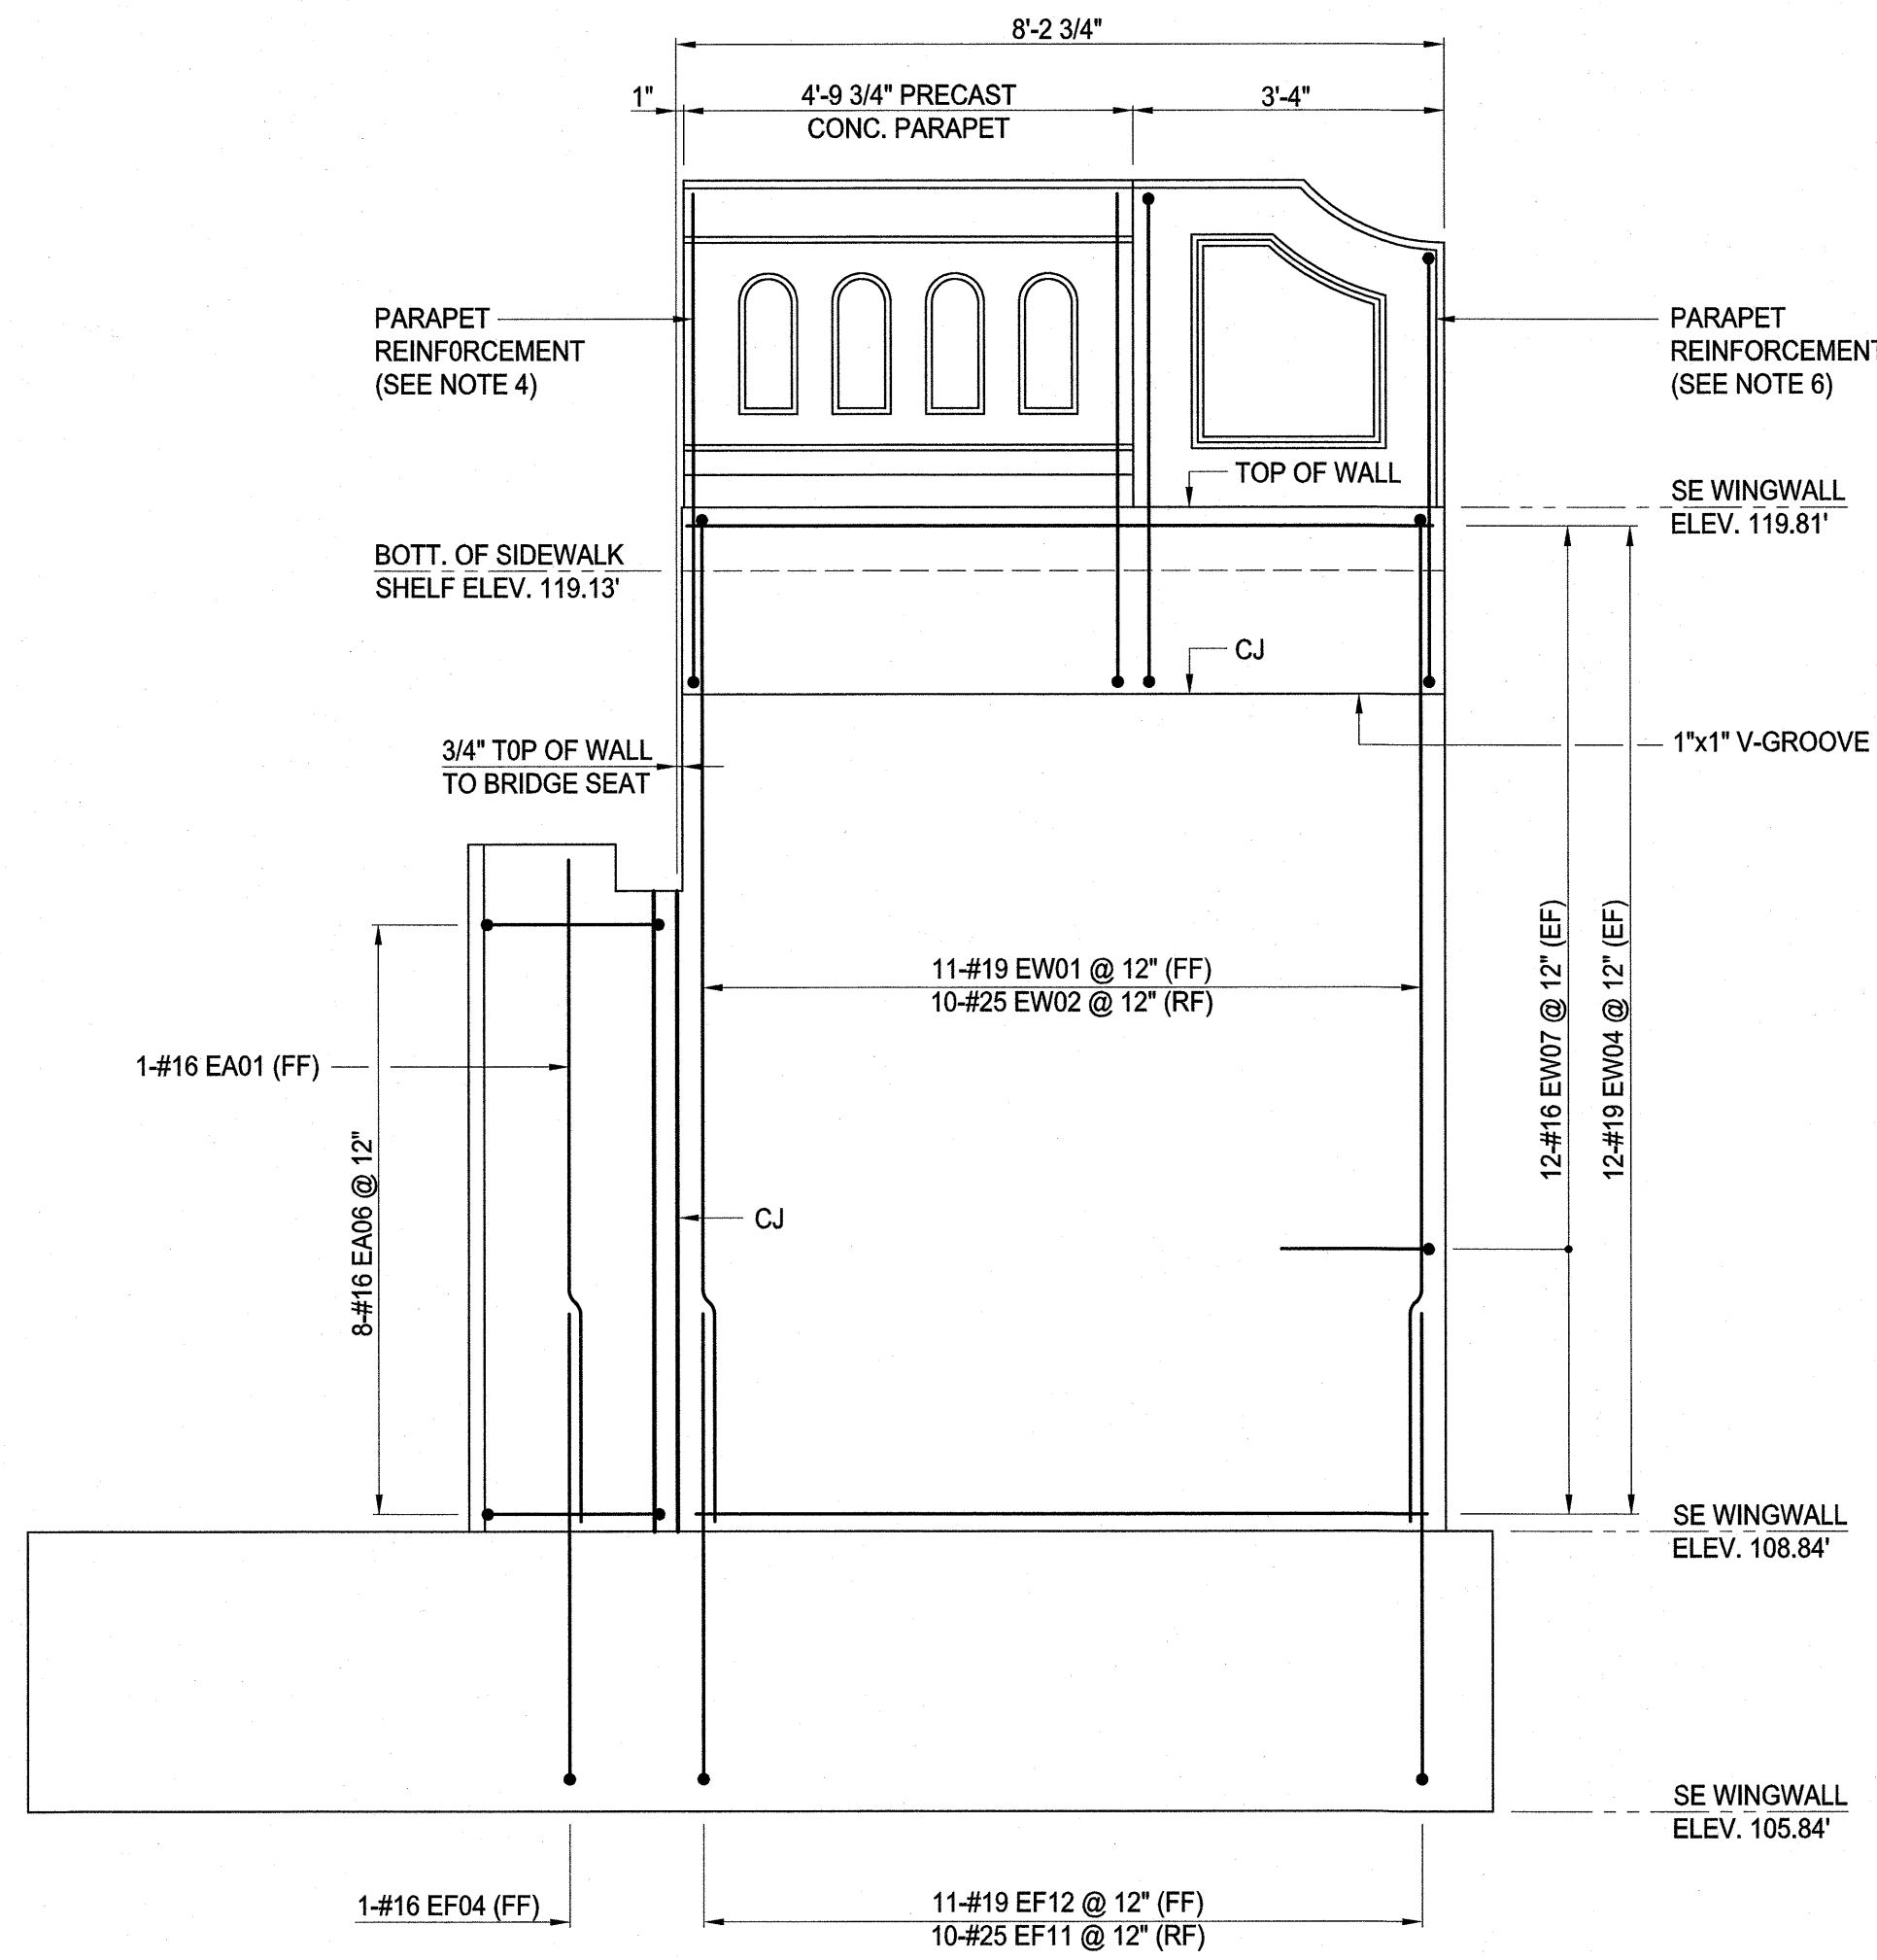 8'-2 3/4"
1"
4'-9 3/4" PRECAST
CONC. PARAPET
3'-4"
PARAPET
REINF0RCEMENT
(SEE NOTE 4)
PARAPET
REINFORCEMENT
(SEE NOTE 6)
TOP OF WALL
SE WINGWALL
ELEV. 119.81'
BOTT. OF SIDEWALK
SHELF ELEV. 119.13'
CJ
3/4" T0P OF WALL
TO BRIDGE SEAT
1"x1" V-GROOVE
11-#19 EW01 @ 12" (FF)
10-#25 EW02 @ 12" (RF)
12-#16 EW07 @ 12" (EF)
12-#19 EW04 @ 12" (EF)
1-#16 EA01 (FF)
8-#16 EA06 @ 12"
CJ
SE WINGWALL
ELEV. 108.84'
SE WINGWALL
ELEV. 105.84'
1-#16 EF04 (FF)
11-#19 EF12 @ 12" (FF)
10-#25 EF11 @ 12" (RF)